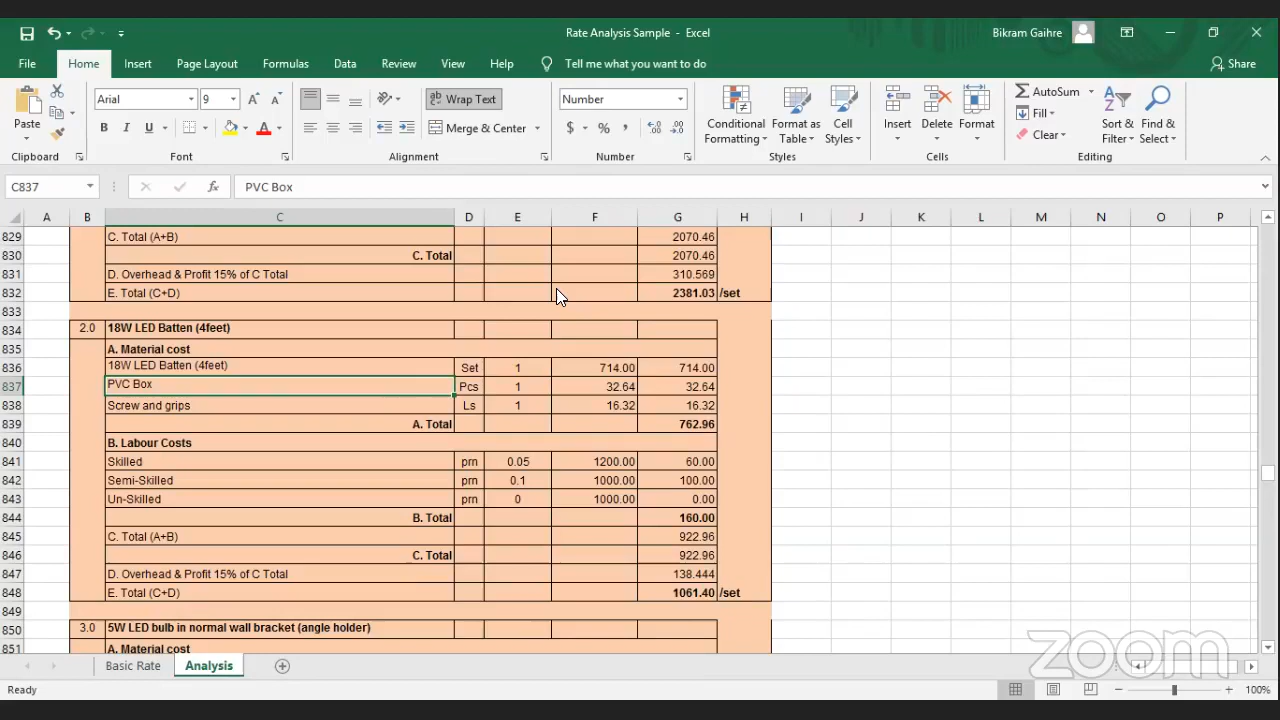 Rate Analysis Sample - Excel
Bikram Gaihre
File Home Insert Page Layout Formulas Data Review View Help Tell me what you want to do Share
Paste
Clipboard
Arial 9
B I U A
Font
Wrap Text
Merge & Center
Alignment
Number
$ % ,
Number
Conditional Formatting
Format as Table
Cell Styles
Styles
Insert Delete Format
Cells
AutoSum
Fill
Clear
Sort & Filter
Find & Select
Editing
C837 fx PVC Box
A B C D E F G H I J K L M N O P
829 C. Total (A+B) 2070.46
830 C. Total 2070.46
831 D. Overhead & Profit 15% of C Total 310.569
832 E. Total (C+D) 2381.03 /set
833
834 2.0 18W LED Batten (4feet)
835 A. Material cost
836 18W LED Batten (4feet) Set 1 714.00 714.00
837 PVC Box Pcs 1 32.64 32.64
838 Screw and grips Ls 1 16.32 16.32
839 A. Total 762.96
840 B. Labour Costs
841 Skilled prn 0.05 1200.00 60.00
842 Semi-Skilled prn 0.1 1000.00 100.00
843 Un-Skilled prn 0 1000.00 0.00
844 B. Total 160.00
845 C. Total (A+B) 922.96
846 C. Total 922.96
847 D. Overhead & Profit 15% of C Total 138.444
848 E. Total (C+D) 1061.40 /set
849
850 3.0 5W LED bulb in normal wall bracket (angle holder)
851 A. Material cost
Basic Rate Analysis
zoom
Ready 100%